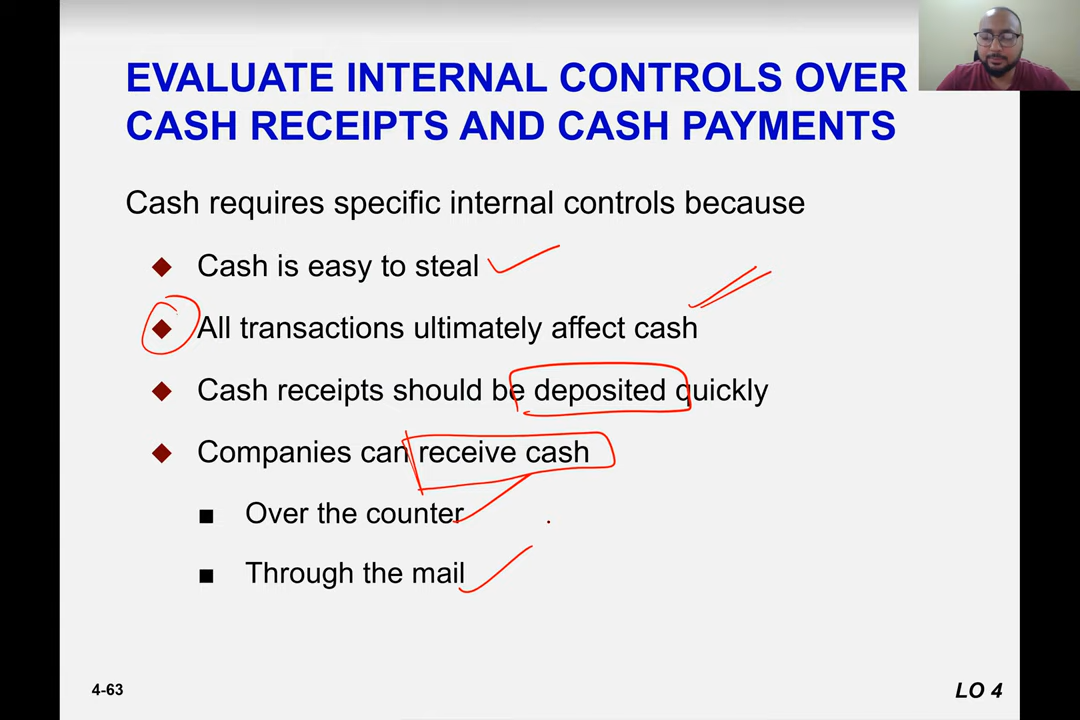 EVALUATE INTERNAL CONTROLS OVER
CASH RECEIPTS AND CASH PAYMENTS
Cash requires specific internal controls because
Cash is easy to steal
All transactions ultimately affect cash
Cash receipts should be deposited quickly
Companies can receive cash
Over the counter
Through the mail
4-63
LO 4